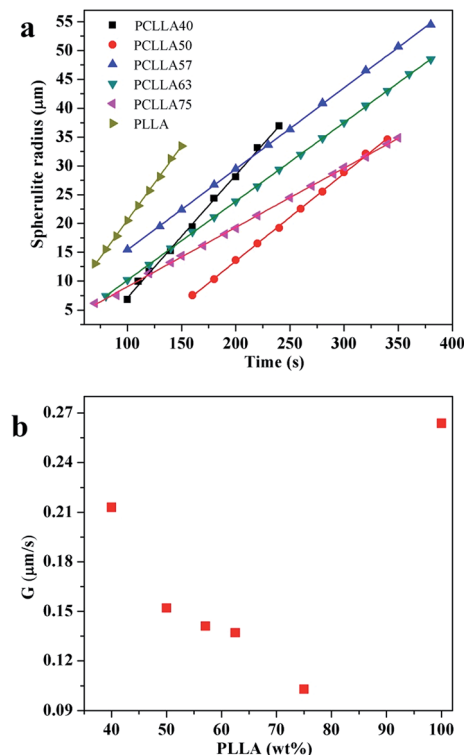 a
PCLLA40
PCLLA50
PCLLA57
PCLLA63
PCLLA75
PLLA
Spherulite radius (μm)
55
50
45
40
35
30
25
20
15
10
5
100 150 200 250 300 350 400
Time (s)
b
G (μm/s)
0.27
0.24
0.21
0.18
0.15
0.12
0.09
40 50 60 70 80 90 100
PLLA (wt%)